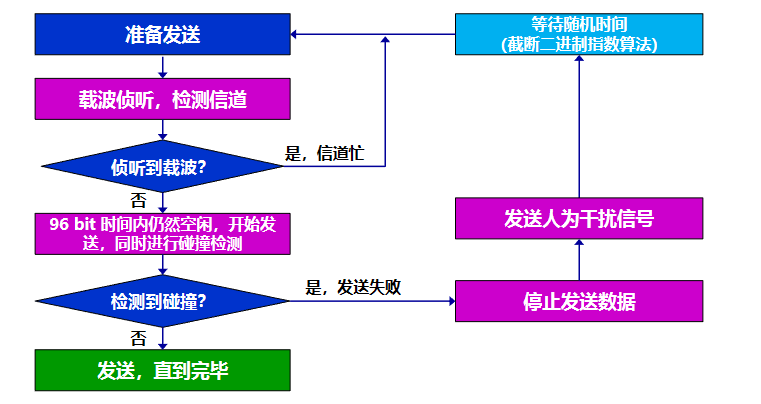 准备发送
等待随机时间
(截断二进制指数算法)
载波侦听，检测信道
侦听到载波？
是，信道忙
否
96 bit 时间内仍然空闲，开始发
送，同时进行碰撞检测
发送人为干扰信号
检测到碰撞？
是，发送失败
停止发送数据
否
发送，直到完毕